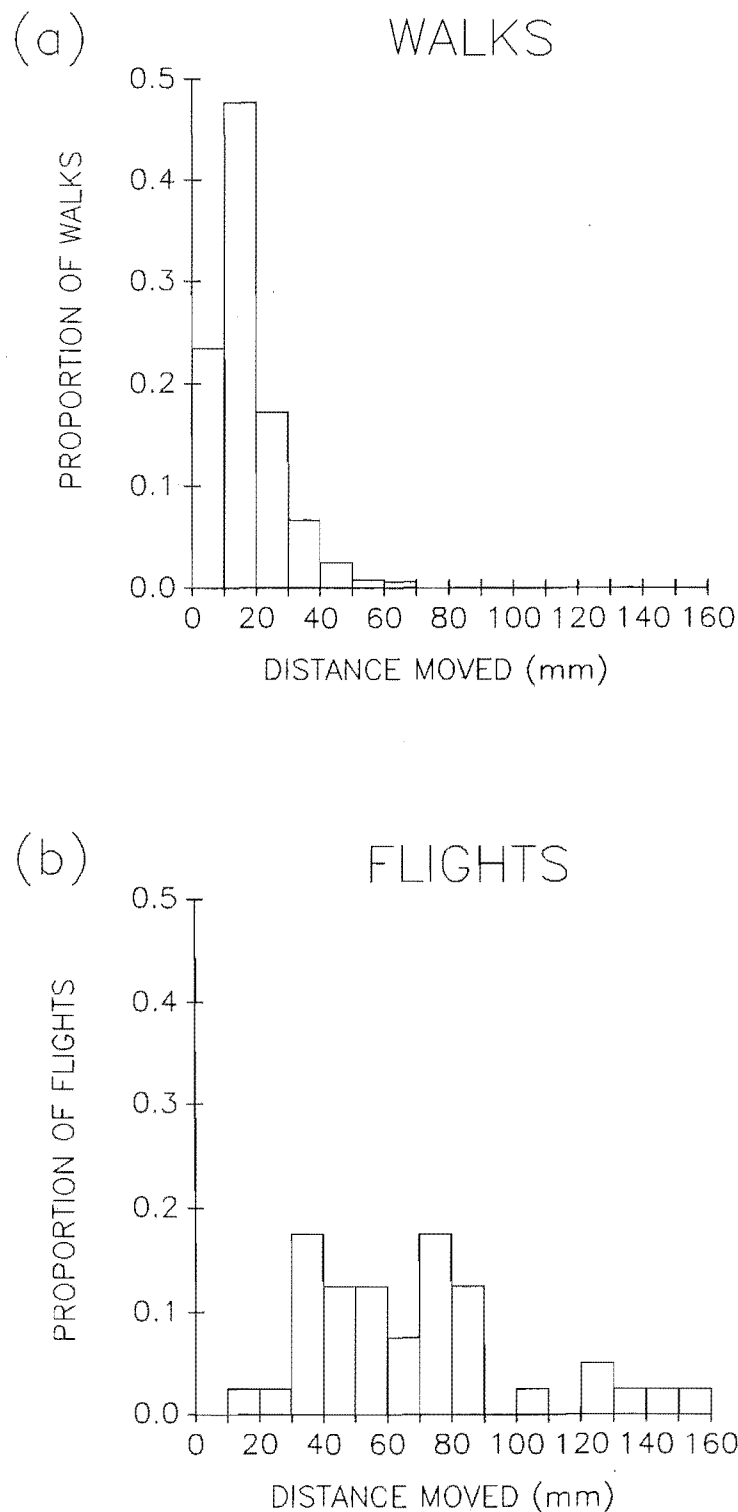 (a) WALKS
0.5
0.4
0.3
0.2
0.1
0.0
PROPORTION OF WALKS
0 20 40 60 80 100 120 140 160
DISTANCE MOVED (mm)
(b) FLIGHTS
0.5
0.4
0.3
0.2
0.1
0.0
PROPORTION OF FLIGHTS
0 20 40 60 80 100 120 140 160
DISTANCE MOVED (mm)